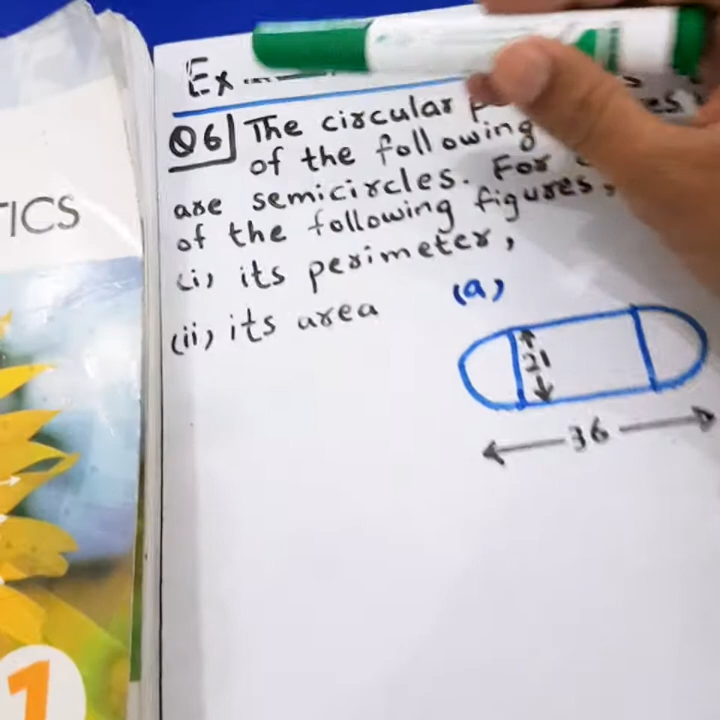 TICS
1
Ex
Q6 The circular
of the following
are semicircles. For
of the following figures,
(i) its perimeter,
(ii) its area
(a)
21
36